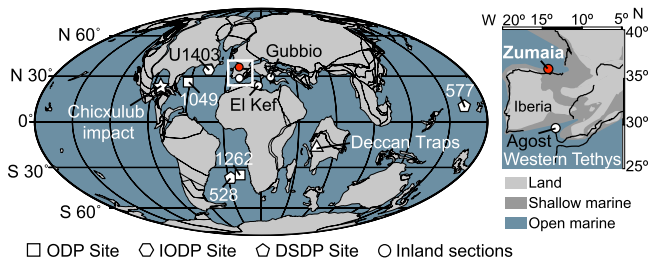 N 60°
N 30°
0°
S 30°
S 60°
U1403
Gubbio
577
Chicxulub
impact
1049
El Kef
Deccan Traps
1262
528
ODP Site
IODP Site
DSDP Site
Inland sections
W 20° 15° 10° 5° N
40°
35°
30°
25°
Zumaia
Iberia
Agost
Western Tethys
Land
Shallow marine
Open marine